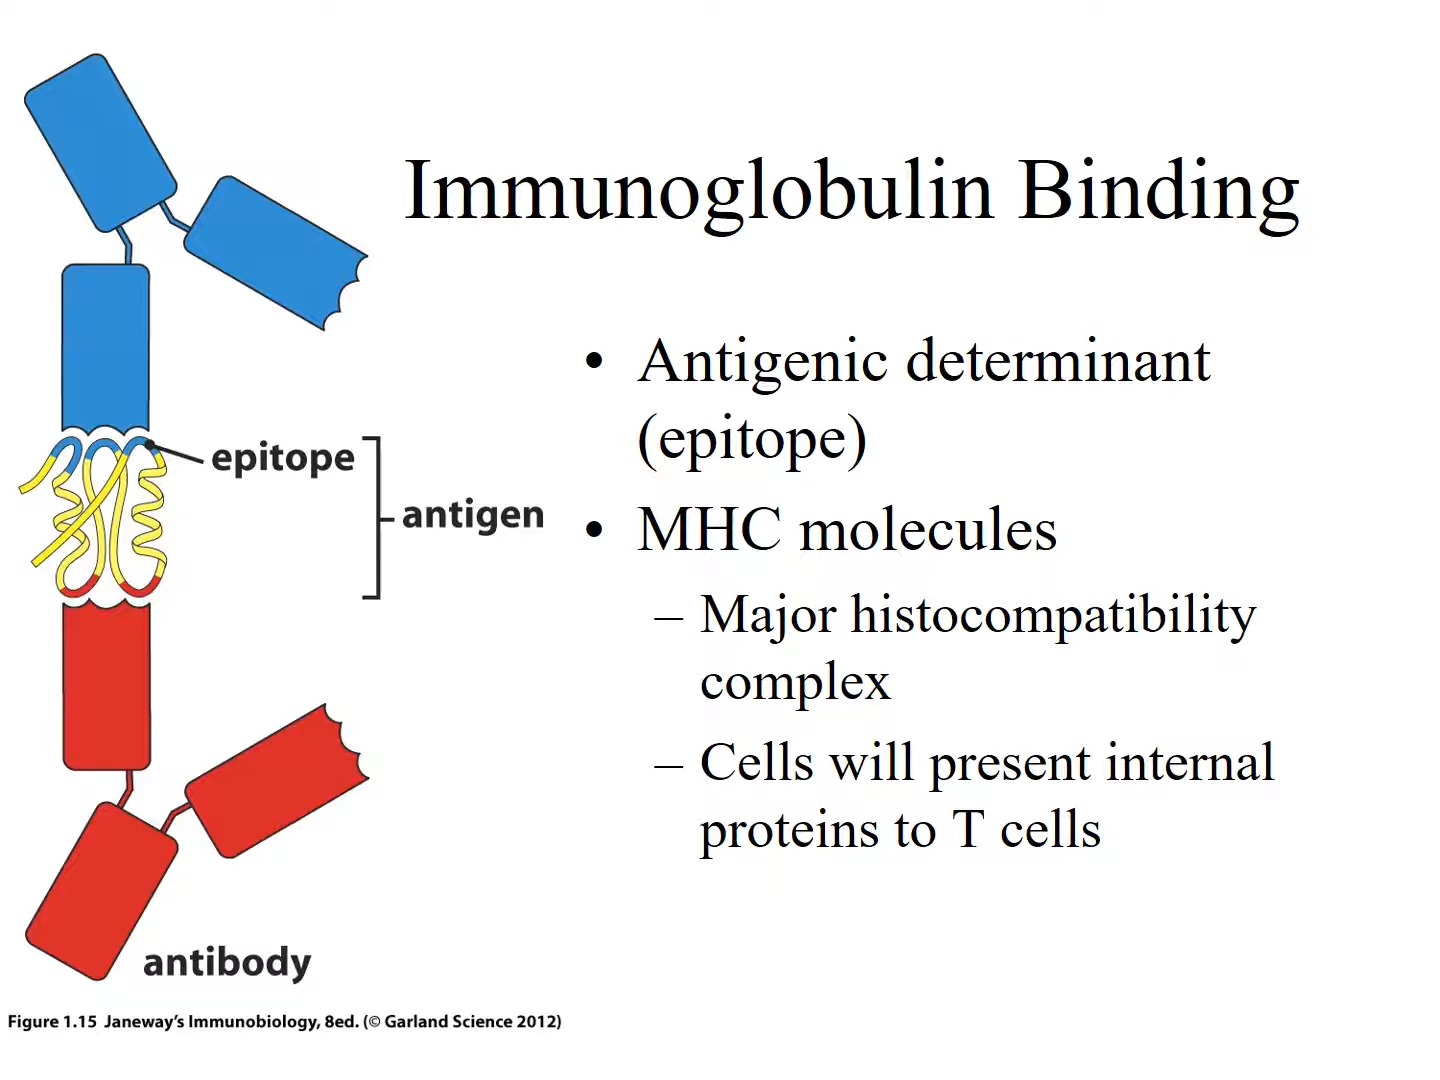 Immunoglobulin Binding
• Antigenic determinant
(epitope)
• MHC molecules
– Major histocompatibility
complex
– Cells will present internal
proteins to T cells
epitope
antigen
antibody
Figure 1.15 Janeway’s Immunobiology, 8ed. (© Garland Science 2012)